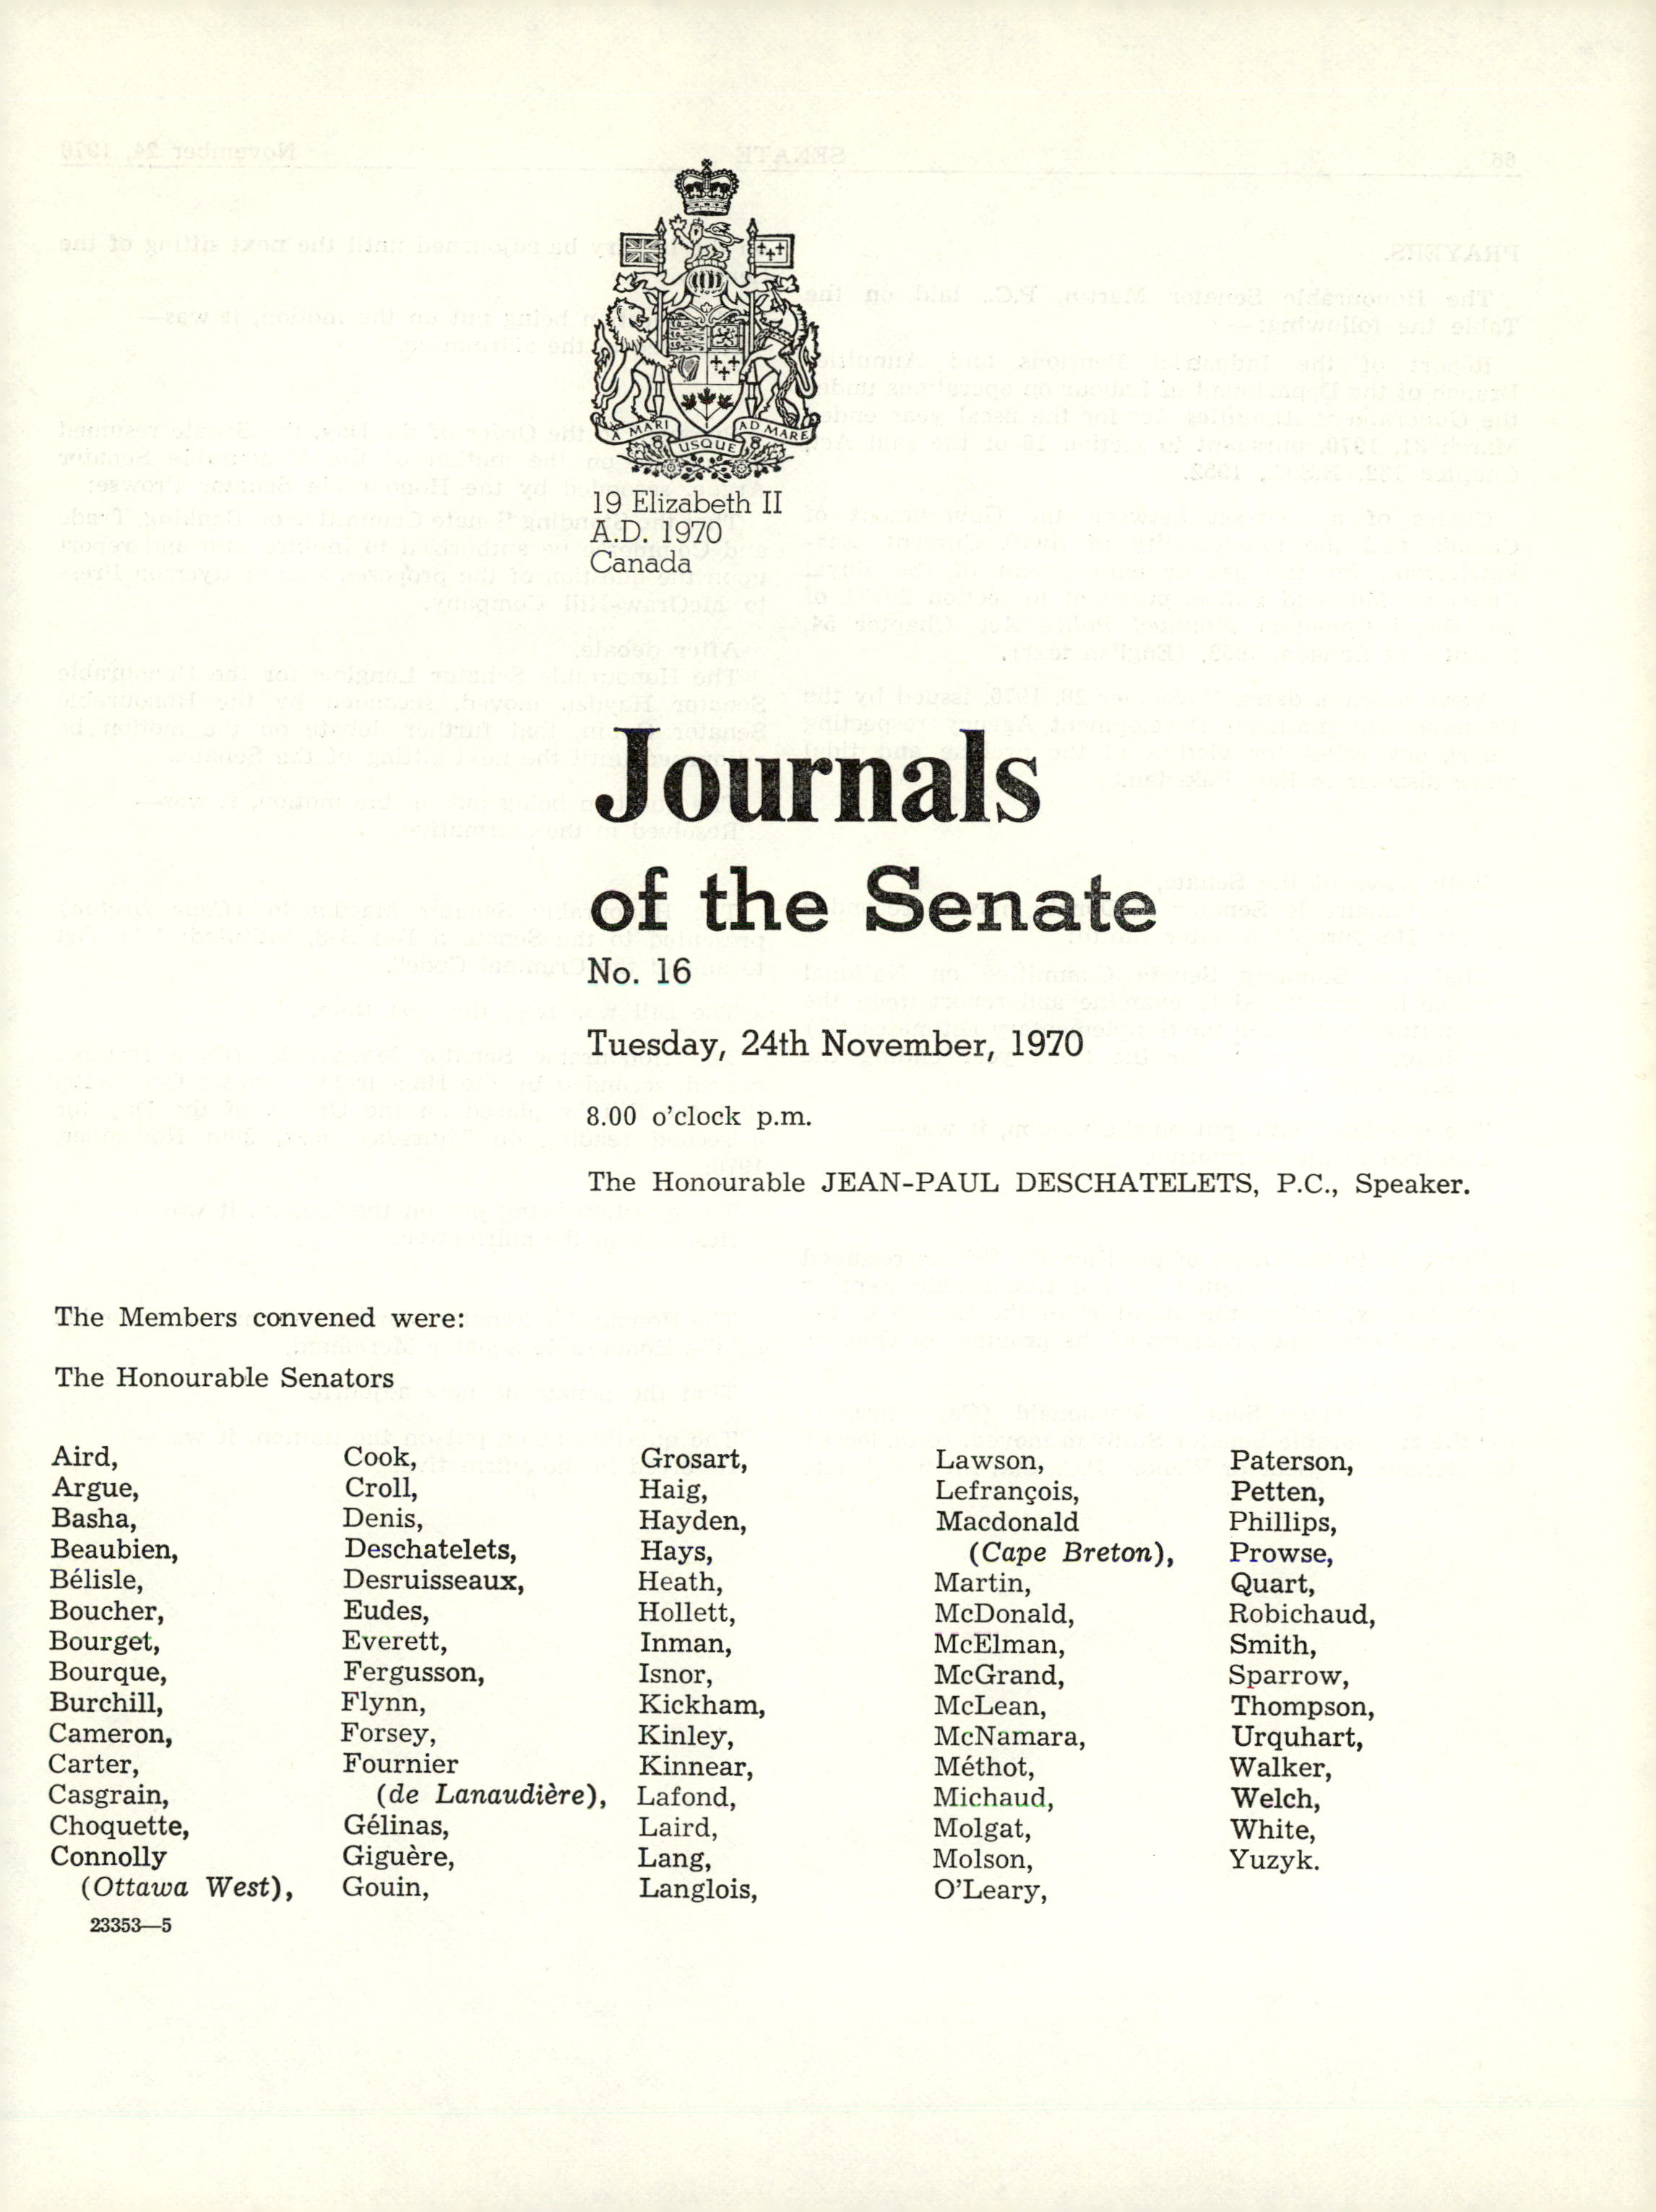 A MARI USQUE AD MARE
19 Elizabeth II
A.D. 1970
Canada
Journals
of the Senate
No. 16
Tuesday, 24th November, 1970
8.00 o'clock p.m.
The Honourable JEAN-PAUL DESCHATELETS, P.C., Speaker.
The Members convened were:
The Honourable Senators
Aird,
Argue,
Basha,
Beaubien,
Bélisle,
Boucher,
Bourget,
Bourque,
Burchill,
Cameron,
Carter,
Casgrain,
Choquette,
Connolly
(Ottawa West),
Cook,
Croll,
Denis,
Deschatelets,
Desruisseaux,
Eudes,
Everett,
Fergusson,
Flynn,
Forsey,
Fournier
(de Lanaudière),
Gélinas,
Giguère,
Gouin,
Grosart,
Haig,
Hayden,
Hays,
Heath,
Hollett,
Inman,
Isnor,
Kickham,
Kinley,
Kinnear,
Lafond,
Laird,
Lang,
Langlois,
Lawson,
Lefrançois,
Macdonald
(Cape Breton),
Martin,
McDonald,
McElman,
McGrand,
McLean,
McNamara,
Méthot,
Michaud,
Molgat,
Molson,
O'Leary,
Paterson,
Petten,
Phillips,
Prowse,
Quart,
Robichaud,
Smith,
Sparrow,
Thompson,
Urquhart,
Walker,
Welch,
White,
Yuzyk.
23353—5